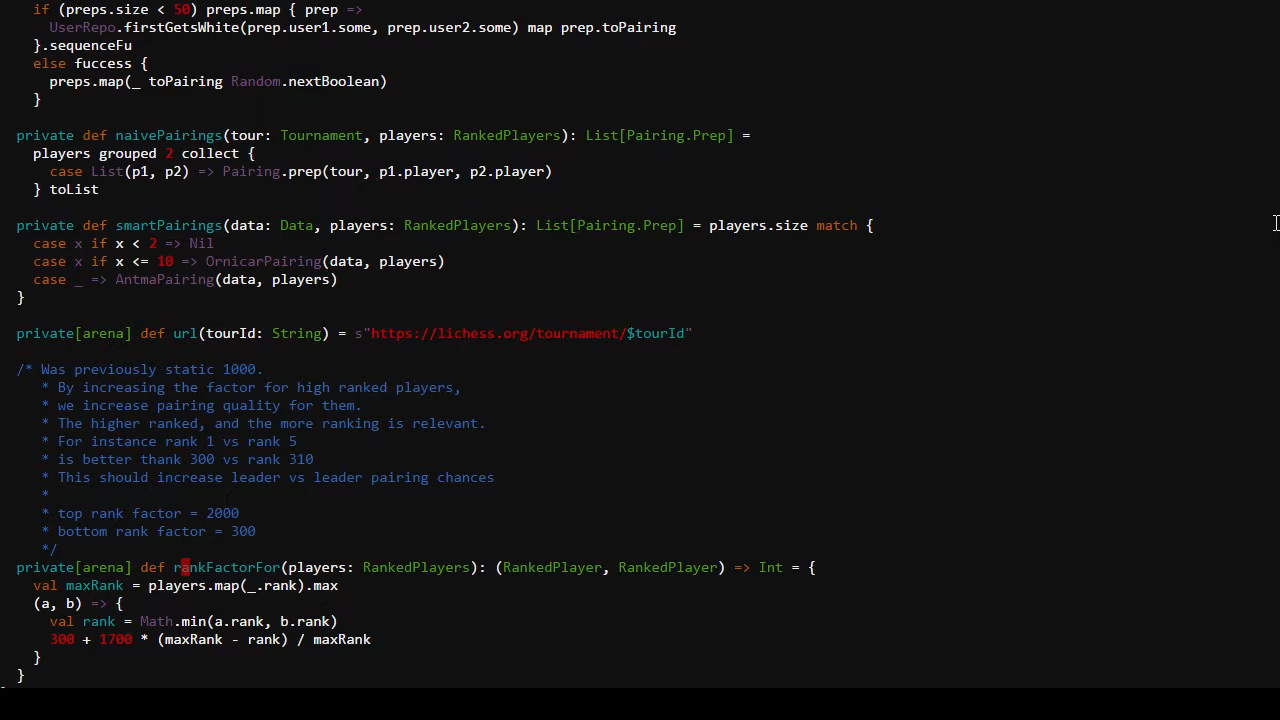 if (preps.size < 50) preps.map { prep =>
UserRepo.firstGetsWhite(prep.user1.some, prep.user2.some) map prep.toPairing
}.sequenceFu
else fuccess {
preps.map(_ toPairing Random.nextBoolean)
}
private def naivePairings(tour: Tournament, players: RankedPlayers): List[Pairing.Prep] =
players grouped 2 collect {
case List(p1, p2) => Pairing.prep(tour, p1.player, p2.player)
} toList
private def smartPairings(data: Data, players: RankedPlayers): List[Pairing.Prep] = players.size match {
case x if x < 2 => Nil
case x if x <= 10 => OrnicarPairing(data, players)
case _ => AntmaPairing(data, players)
}
private[arena] def url(tourId: String) = s"https://lichess.org/tournament/$tourId"
/* Was previously static 1000.
* By increasing the factor for high ranked players,
* we increase pairing quality for them.
* The higher ranked, and the more ranking is relevant.
* For instance rank 1 vs rank 5
* is better thank 300 vs rank 310
* This should increase leader vs leader pairing chances
*
* top rank factor = 2000
* bottom rank factor = 300
*/
private[arena] def rankFactorFor(players: RankedPlayers): (RankedPlayer, RankedPlayer) => Int = {
val maxRank = players.map(_.rank).max
(a, b) => {
val rank = Math.min(a.rank, b.rank)
300 + 1700 * (maxRank - rank) / maxRank
}
}